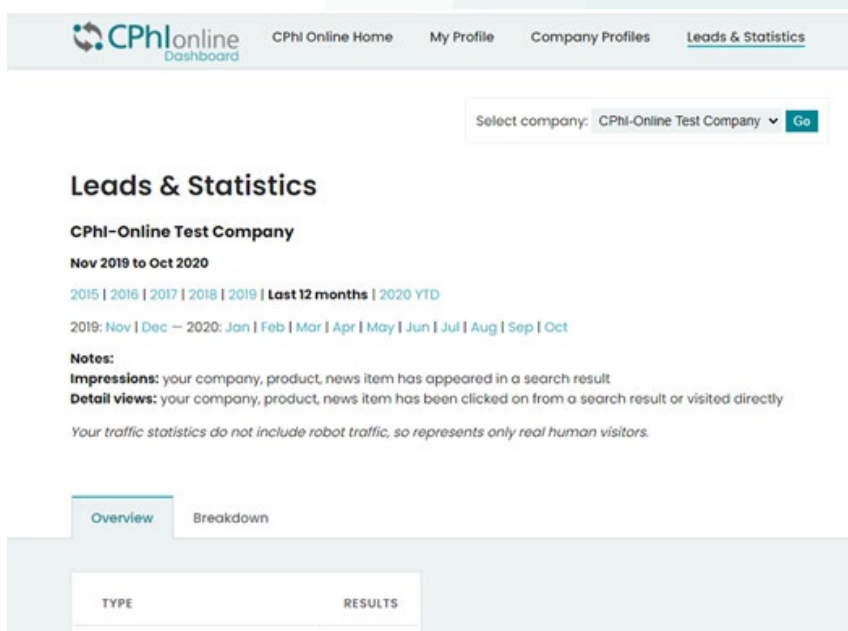 CPhI online
Dashboard
CPhI Online Home My Profile Company Profiles Leads & Statistics
Select company: CPhI-Online Test Company Go
Leads & Statistics
CPhI-Online Test Company
Nov 2019 to Oct 2020
2015 | 2016 | 2017 | 2018 | 2019 | Last 12 months | 2020 YTD
2019: Nov | Dec — 2020: Jan | Feb | Mar | Apr | May | Jun | Jul | Aug | Sep | Oct
Notes:
Impressions: your company, product, news item has appeared in a search result
Detail views: your company, product, news item has been clicked on from a search result or visited directly
Your traffic statistics do not include robot traffic, so represents only real human visitors.
Overview Breakdown
TYPE RESULTS